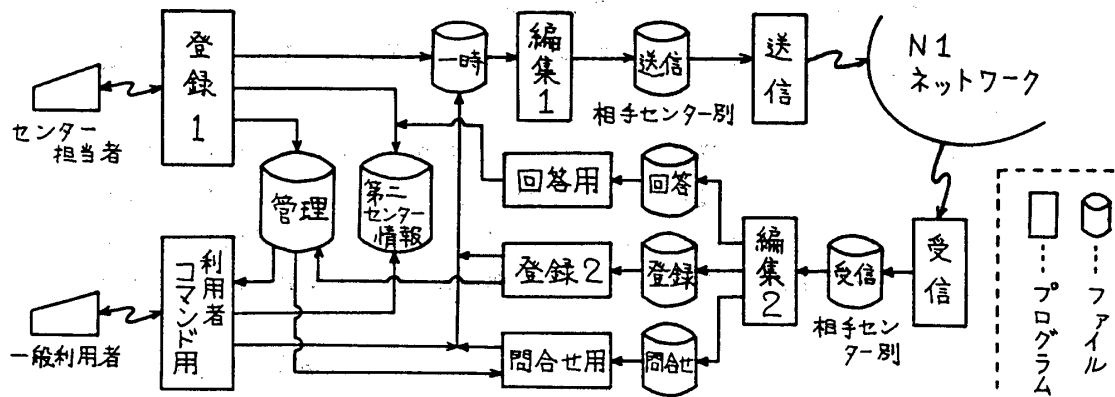 登録1
センター
担当者
一時
編集1
送信
相手センター別
送信
N1
ネットワーク
管理
第二
センター
情報
回答用
回答
登録2
登録
問合せ用
問合せ
編集2
受信
相手セン
ター別
受信
利用者
コマンド用
一般利用者
プログラム
ファイル